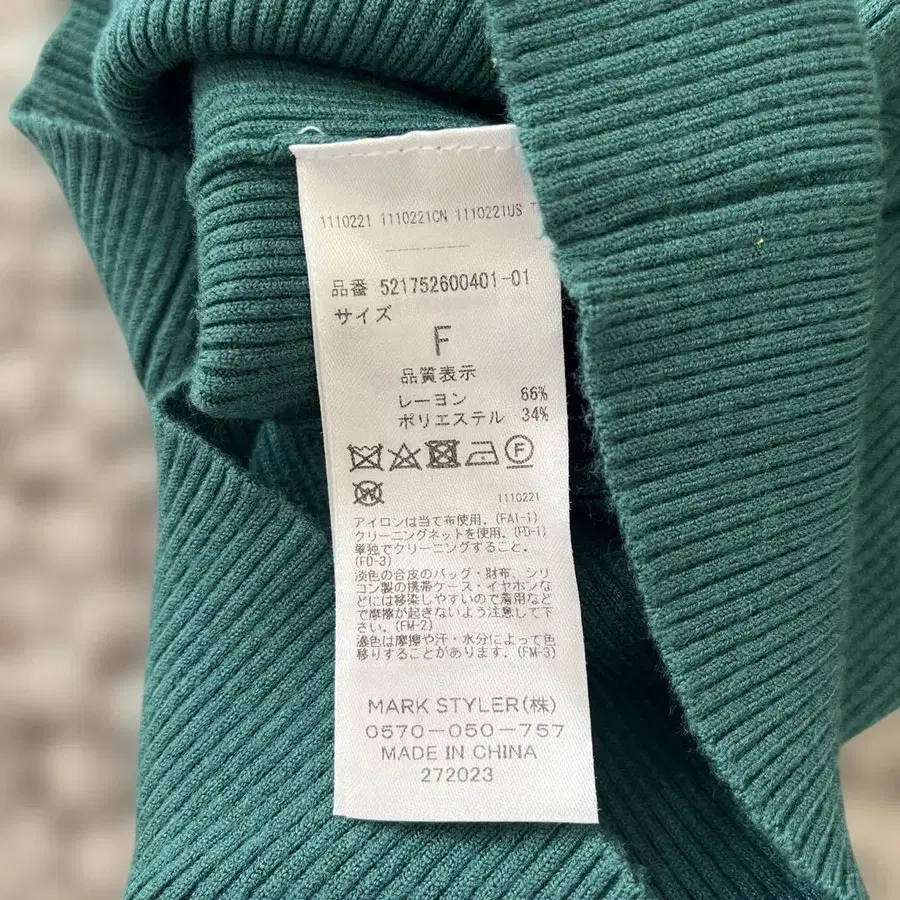 1110221 1110221CN 1110221US
品番 521752600401-01
サイズ
F
品質表示
レーヨン 66%
ポリエステル 34%
F
W
1110221
アイロンは当て布使用。(FAI-1)
クリーニングネットを使用。(FD-1)
単独でクリーニングすること。
(FD-3)
淡色の合皮のバッグ・財布、シリ
コン製の携帯ケース・イヤホンな
どには移染しやすいので着用など
で摩擦が起きないよう注意して下
さい。(FM-2)
濃色は摩擦や汗・水分によって色
移りすることがあります。(FM-3)
MARK STYLER(株)
0570-050-757
MADE IN CHINA
272023